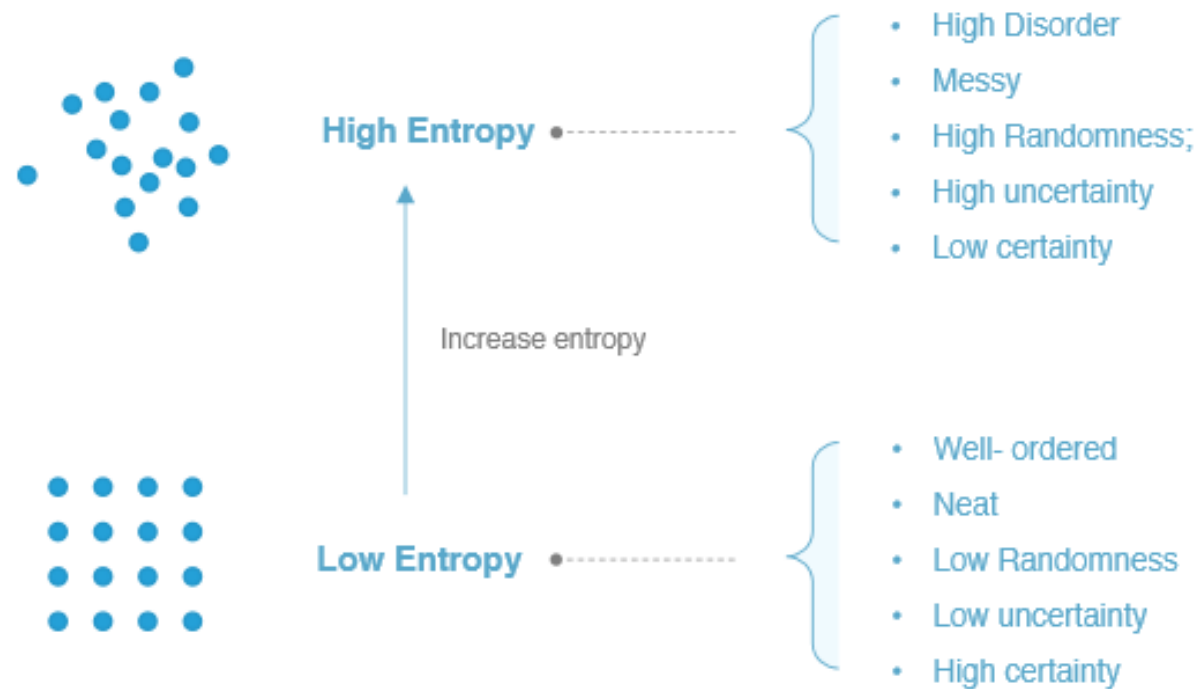 High Disorder
Messy
High Entropy
High Randomness;
High uncertainty
Low certainty
Increase entropy
Well- ordered
Neat
Low Entropy
Low Randomness
Low uncertainty
High certainty